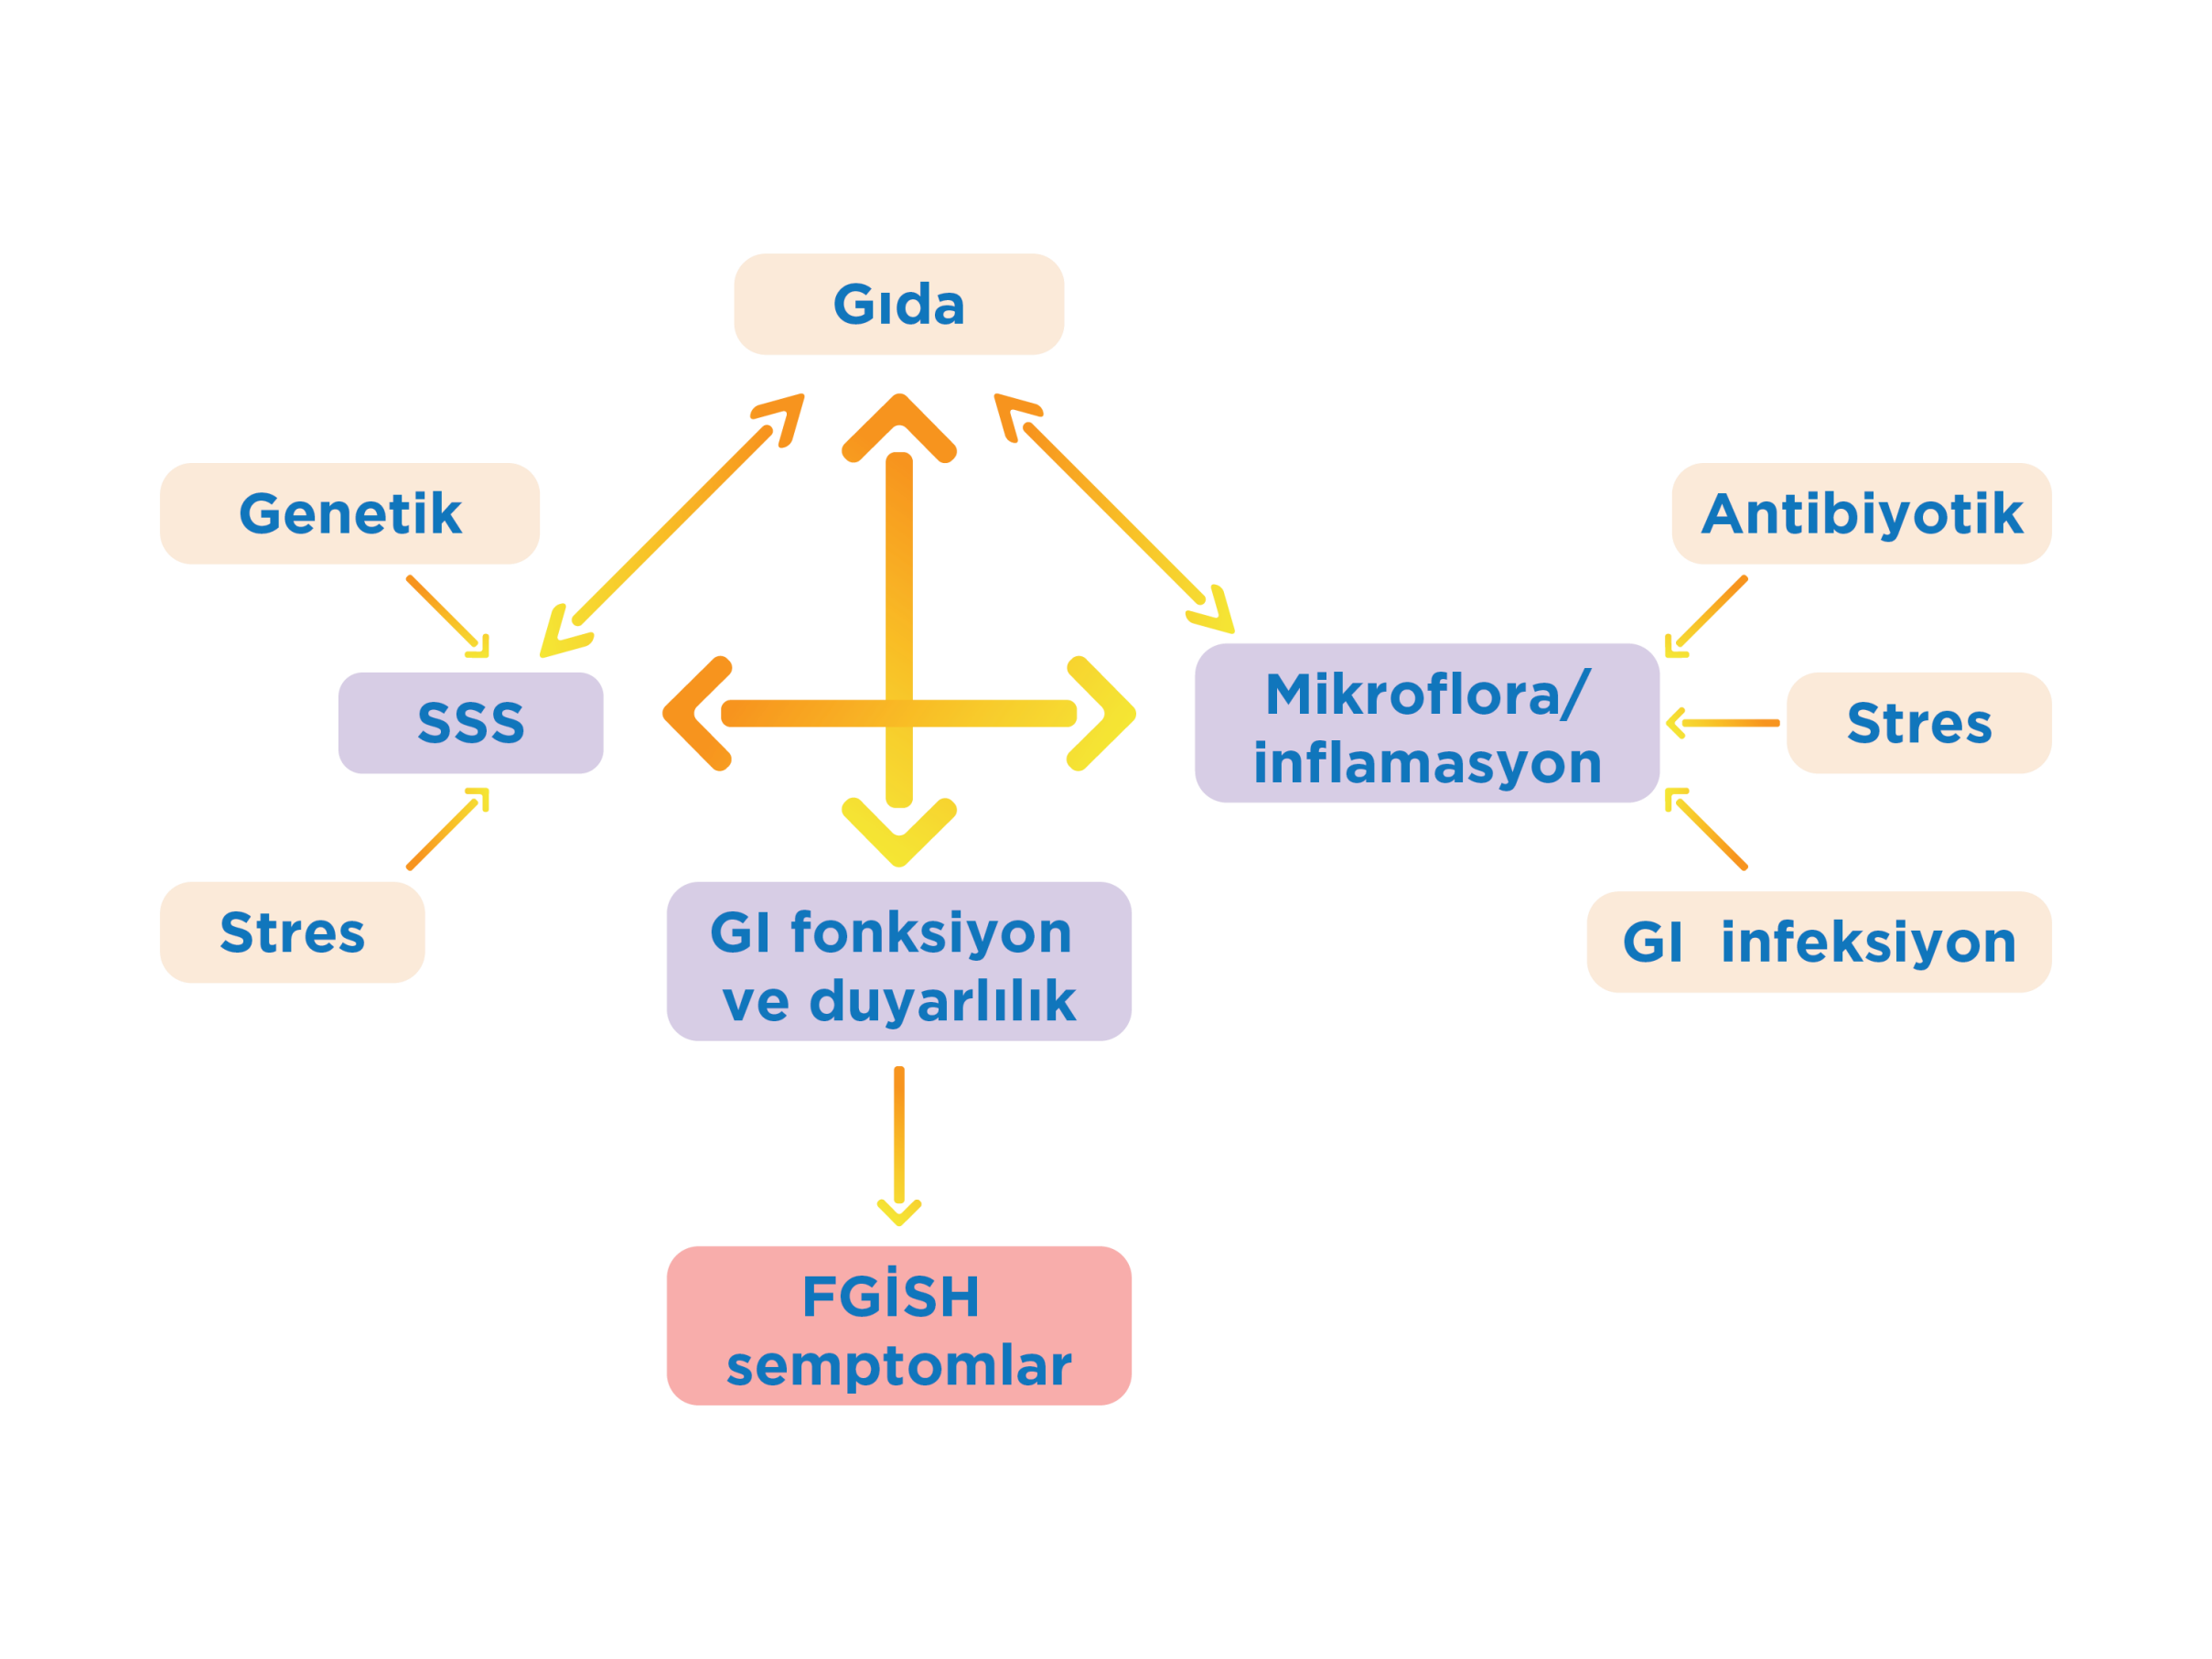 Gıda
Genetik
Antibiyotik
SSS
Mikroflora/
inflamasyon
Stres
Stres
GI fonksiyon
ve duyarlılık
GI infeksiyon
FGİSH
semptomlar